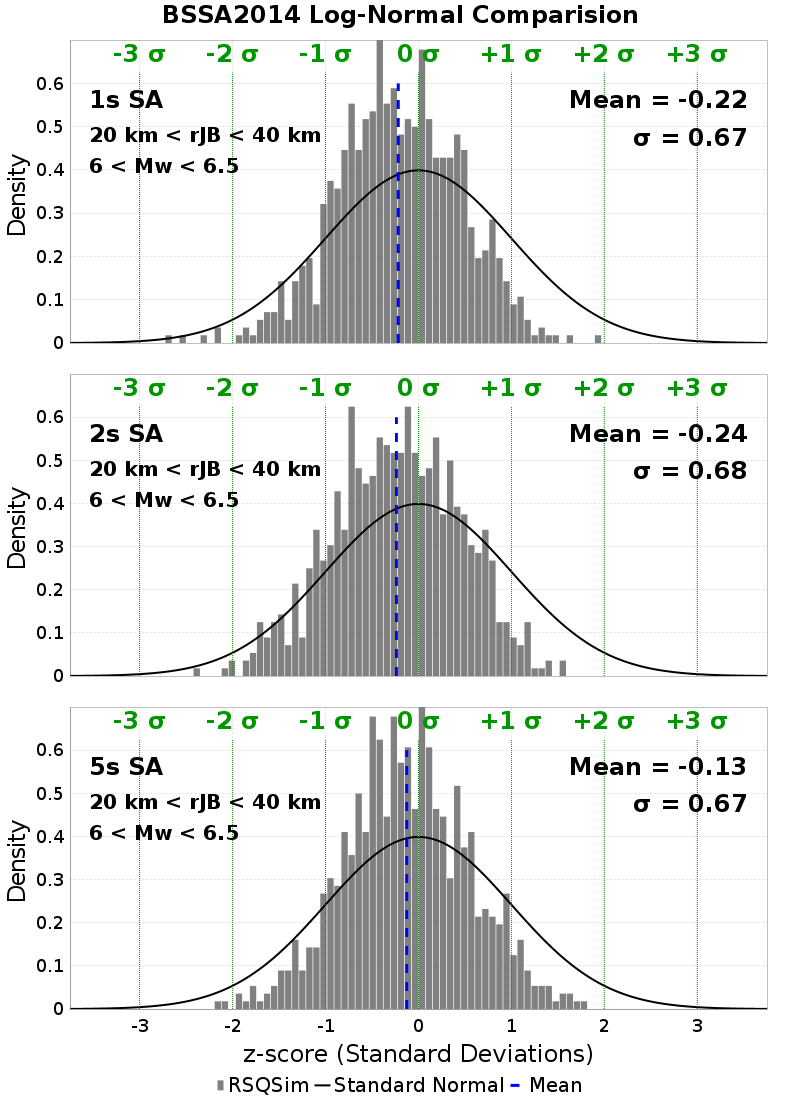 BSSA2014 Log-Normal Comparision
-3 σ -2 σ -1 σ 0 σ +1 σ +2 σ +3 σ
1s SA
Mean = -0.22
20 km < rJB < 40 km
σ = 0.67
6 < Mw < 6.5
0.6
0.5
0.4
0.3
0.2
0.1
0
Density
-3 σ -2 σ -1 σ 0 σ +1 σ +2 σ +3 σ
2s SA
Mean = -0.24
20 km < rJB < 40 km
σ = 0.68
6 < Mw < 6.5
0.6
0.5
0.4
0.3
0.2
0.1
0
Density
-3 σ -2 σ -1 σ 0 σ +1 σ +2 σ +3 σ
5s SA
Mean = -0.13
20 km < rJB < 40 km
σ = 0.67
6 < Mw < 6.5
0.6
0.5
0.4
0.3
0.2
0.1
0
Density
-3 -2 -1 0 1 2 3
z-score (Standard Deviations)
RSQSim Standard Normal Mean